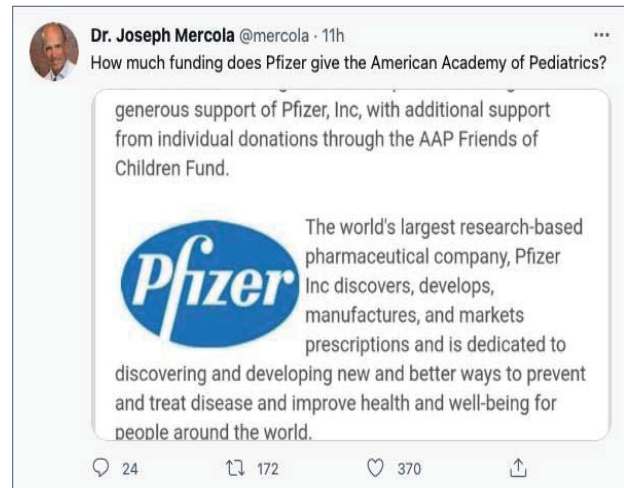 Dr. Joseph Mercola @mercola · 11h
How much funding does Pfizer give the American Academy of Pediatrics?
generous support of Pfizer, Inc, with additional support
from individual donations through the AAP Friends of
Children Fund.
Pfizer
The world's largest research-based
pharmaceutical company, Pfizer
Inc discovers, develops,
manufactures, and markets
prescriptions and is dedicated to
discovering and developing new and better ways to prevent
and treat disease and improve health and well-being for
people around the world.
24 172 370